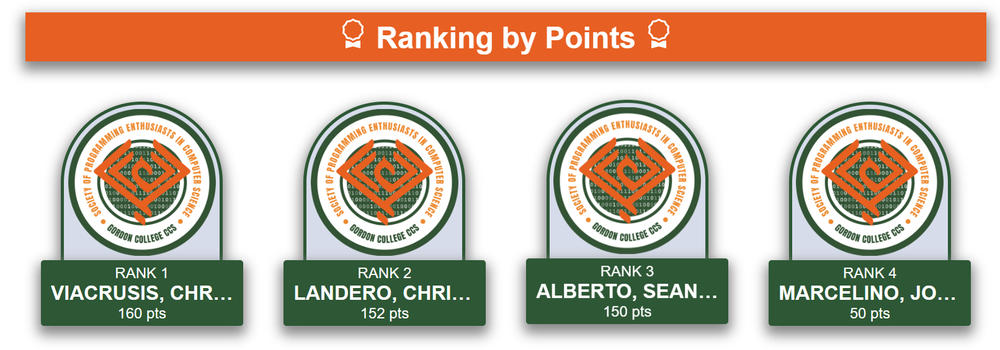 Ranking by Points
SOCIETY OF PROGRAMMING ENTHUSIASTS IN COMPUTER SCIENCE
GORDON COLLEGE CCS
RANK 1
VIACRUSIS, CHR...
160 pts
SOCIETY OF PROGRAMMING ENTHUSIASTS IN COMPUTER SCIENCE
GORDON COLLEGE CCS
RANK 2
LANDERO, CHRI...
152 pts
SOCIETY OF PROGRAMMING ENTHUSIASTS IN COMPUTER SCIENCE
GORDON COLLEGE CCS
RANK 3
ALBERTO, SEAN...
150 pts
SOCIETY OF PROGRAMMING ENTHUSIASTS IN COMPUTER SCIENCE
GORDON COLLEGE CCS
RANK 4
MARCELINO, JO...
50 pts